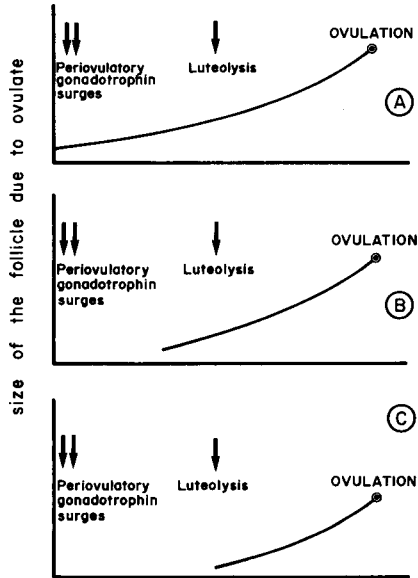 size of the follicle due to ovulate
OVULATION
Periovulatory
gonadotrophin
surges
Luteolysis
A
OVULATION
Periovulatory
gonadotrophin
surges
Luteolysis
B
C
OVULATION
Periovulatory
gonadotrophin
surges
Luteolysis